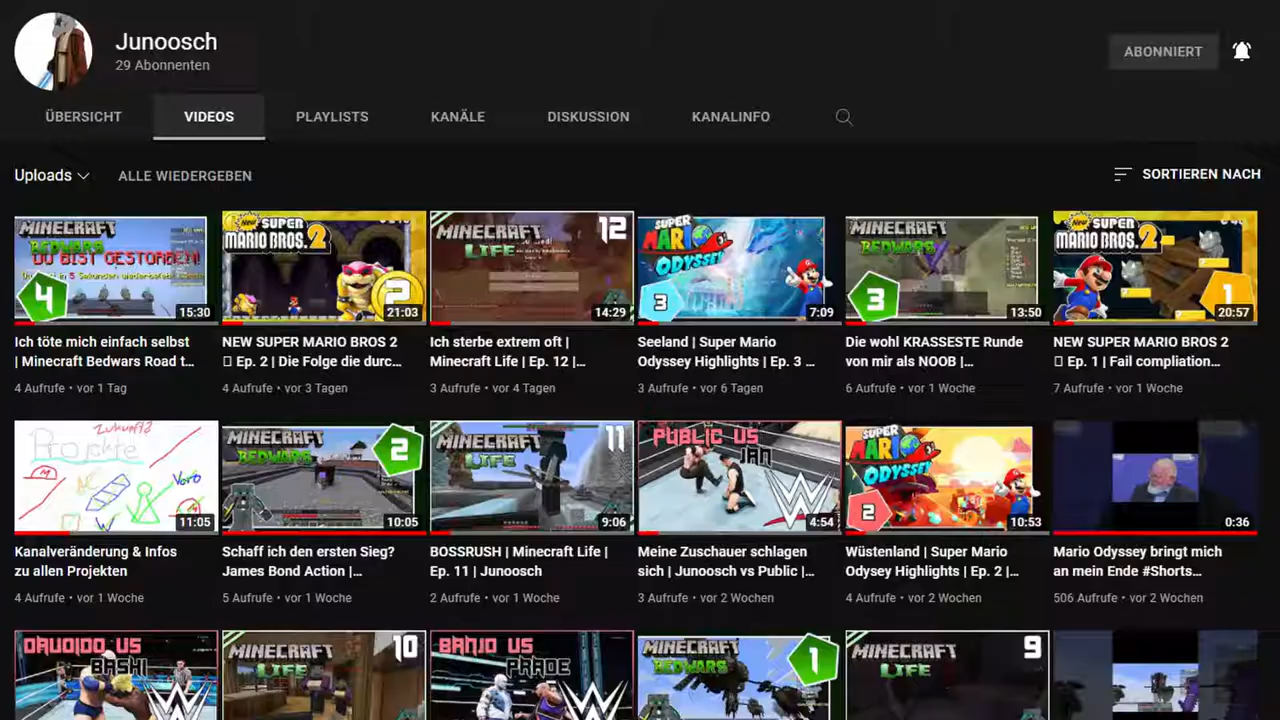 Junoosch
29 Abonnenten
ABONNIERT
ÜBERSICHT
VIDEOS
PLAYLISTS
KANÄLE
DISKUSSION
KANALINFO
Uploads
ALLE WIEDERGEBEN
SORTIEREN NACH
MINECRAFT
BEDWARS
DU BIST GESTORBEN!
4
15:30
New SUPER
MARIO BROS. 2
2
21:03
MINECRAFT
LIFE
12
14:29
SUPER
MARIO
ODYSSEY
3
7:09
MINECRAFT
BEDWARS
3
13:50
New SUPER
MARIO BROS. 2
1
20:57
Ich töte mich einfach selbst
| Minecraft Bedwars Road t...
4 Aufrufe • vor 1 Tag
NEW SUPER MARIO BROS 2
Ep. 2 | Die Folge die durc...
4 Aufrufe • vor 3 Tagen
Ich sterbe extrem oft |
Minecraft Life | Ep. 12 |...
3 Aufrufe • vor 4 Tagen
Seeland | Super Mario
Odyssey Highlights | Ep. 3 ...
3 Aufrufe • vor 6 Tagen
Die wohl KRASSESTE Runde
von mir als NOOB |...
6 Aufrufe • vor 1 Woche
NEW SUPER MARIO BROS 2
Ep. 1 | Fail compliation...
7 Aufrufe • vor 1 Woche
Zukunft?
Projekte
11:05
MINECRAFT
BEDWARS
2
10:05
MINECRAFT
LIFE
11
9:06
PUBLIC VS
JAN
4:54
SUPER
MARIO
ODYSSEY
2
10:53
0:36
Kanalveränderung & Infos
zu allen Projekten
4 Aufrufe • vor 1 Woche
Schaff ich den ersten Sieg?
James Bond Action |...
5 Aufrufe • vor 1 Woche
BOSSRUSH | Minecraft Life |
Ep. 11 | Junoosch
2 Aufrufe • vor 1 Woche
Meine Zuschauer schlagen
sich | Junoosch vs Public |...
3 Aufrufe • vor 2 Wochen
Wüstenland | Super Mario
Odysey Highlights | Ep. 2 |...
4 Aufrufe • vor 2 Wochen
Mario Odyssey bringt mich
an mein Ende #Shorts...
506 Aufrufe • vor 2 Wochen
DRUOIDO VS
BASHI
MINECRAFT
LIFE
10
BANJO VS
PRADE
MINECRAFT
BEDWARS
1
MINECRAFT
LIFE
9